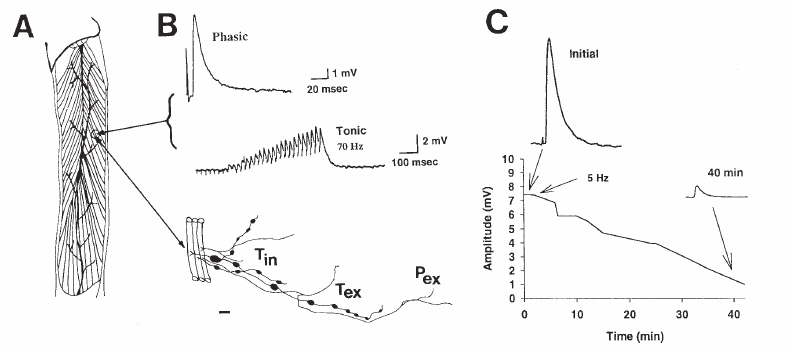 A
B
Phasic
1 mV
20 msec
Tonic
70 Hz
2 mV
100 msec
Tin
Tex
Pex
C
Initial
5 Hz
40 min
Amplitude (mV)
10
9
8
7
6
5
4
3
2
1
0
0 10 20 30 40
Time (min)